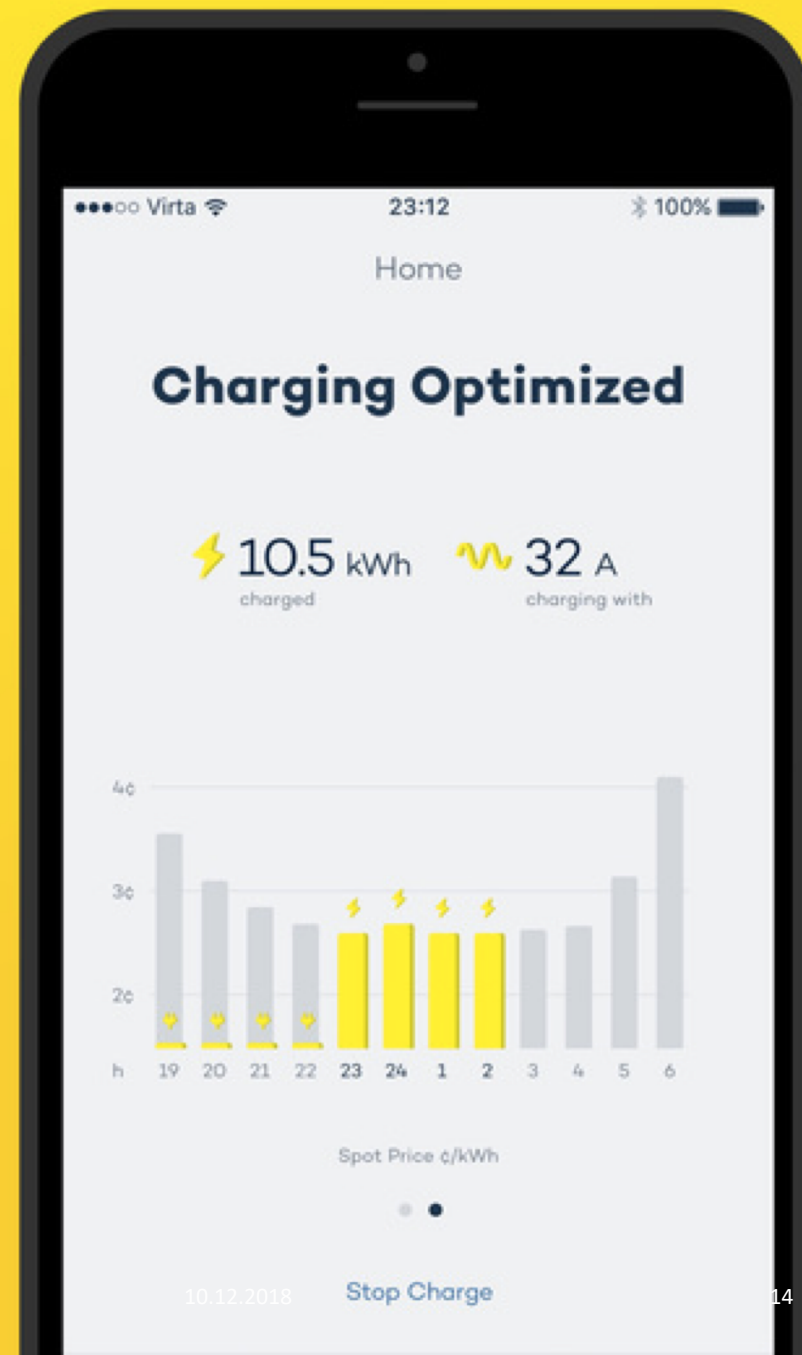 Virta 23:12 100%
Home
Charging Optimized
10.5 kWh 32 A
charged charging with
4¢
3¢
2¢
h 19 20 21 22 23 24 1 2 3 4 5 6
Spot Price ¢/kWh
Stop Charge
10.12.2018 14